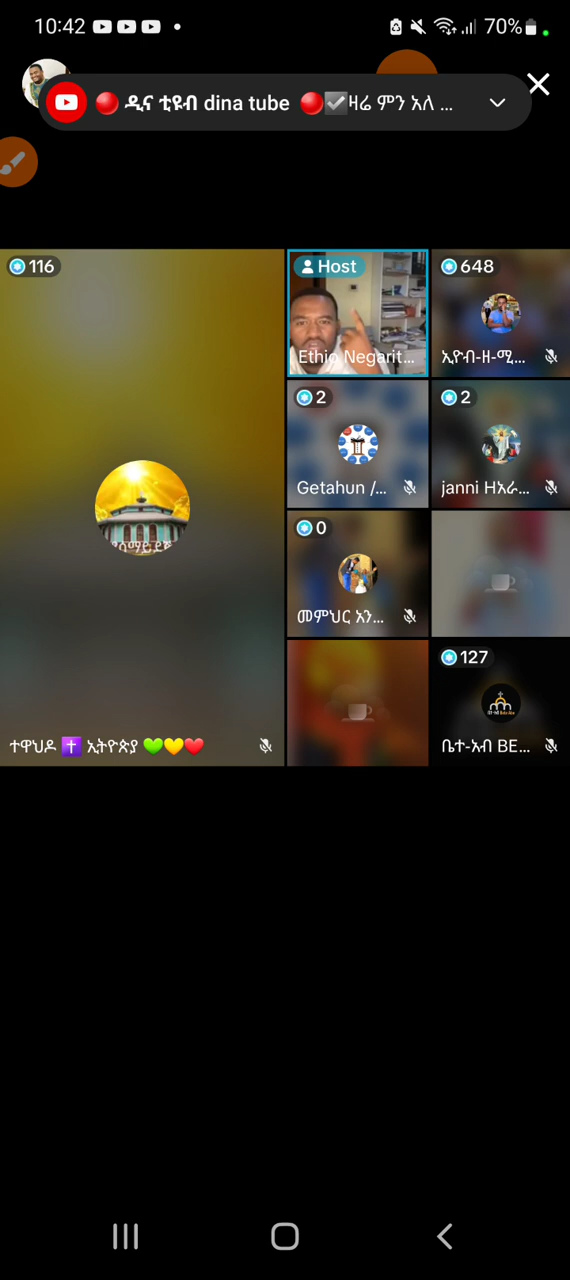 10:42
70%
🔴 ዲና ቲዩብ dina tube 🔴✅ዛሬ ምን አለ ...
116
Host
648
Ethio Negarit...
ኢዮብ-ዘ-ሚ...
2
2
Getahun /...
janni Hአራ...
0
መምህር አን...
127
ተዋህዶ ✝️ ኢትዮጵያ 💚💛❤️
ቤተ-አብ BE...